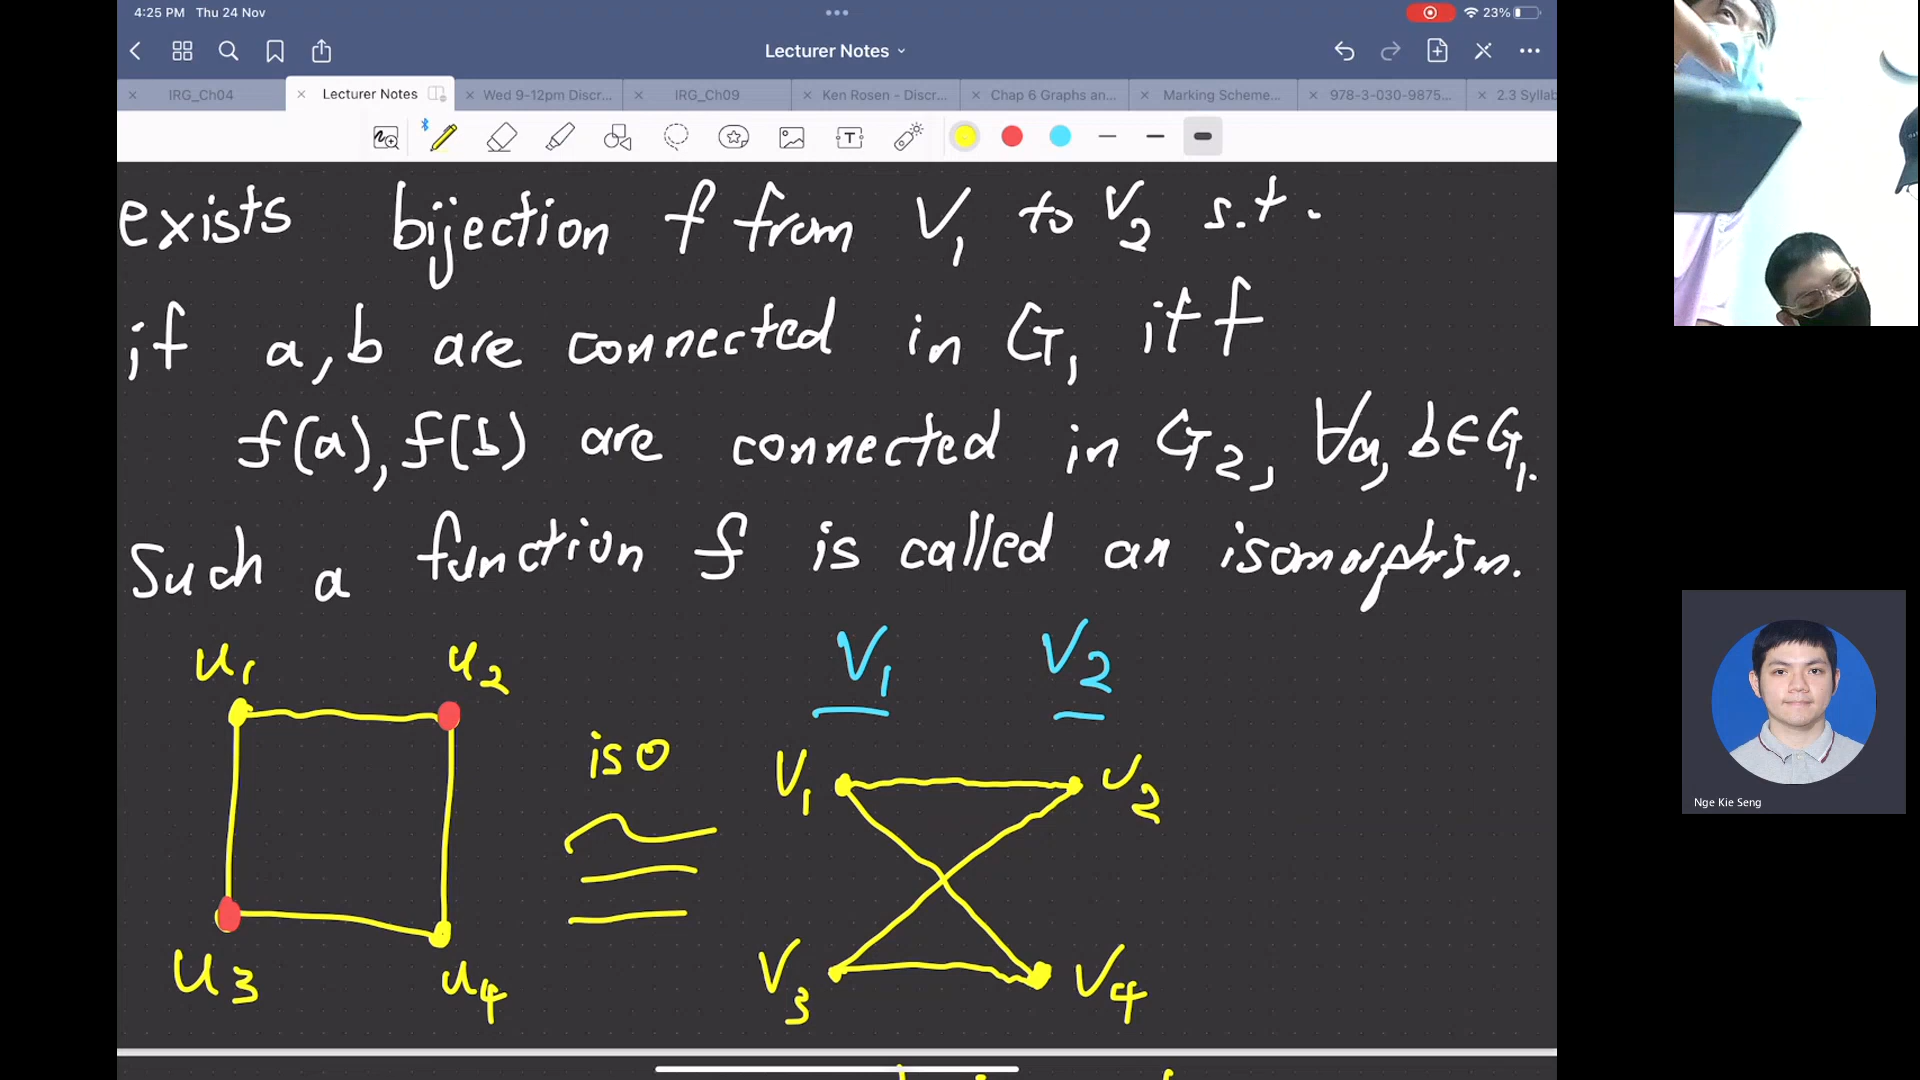 4:25 PM Thu 24 Nov
23%
Lecturer Notes
IRG_Ch04
Lecturer Notes
Wed 9-12pm Discr...
IRG_Ch09
Ken Rosen - Discr...
Chap 6 Graphs an...
Marking Scheme...
978-3-030-9875...
2.3 Syllab
exists bijection f from V1 to V2 s.t.
if a, b are connected in G1 iff
f(a), f(b) are connected in G2, ∀a, b∈G1.
Such a function f is called an isomorphism.
V1 V2
u1 u2
iso
≅
V1 V2
u3 u4
V3 V4
Nge Kie Seng